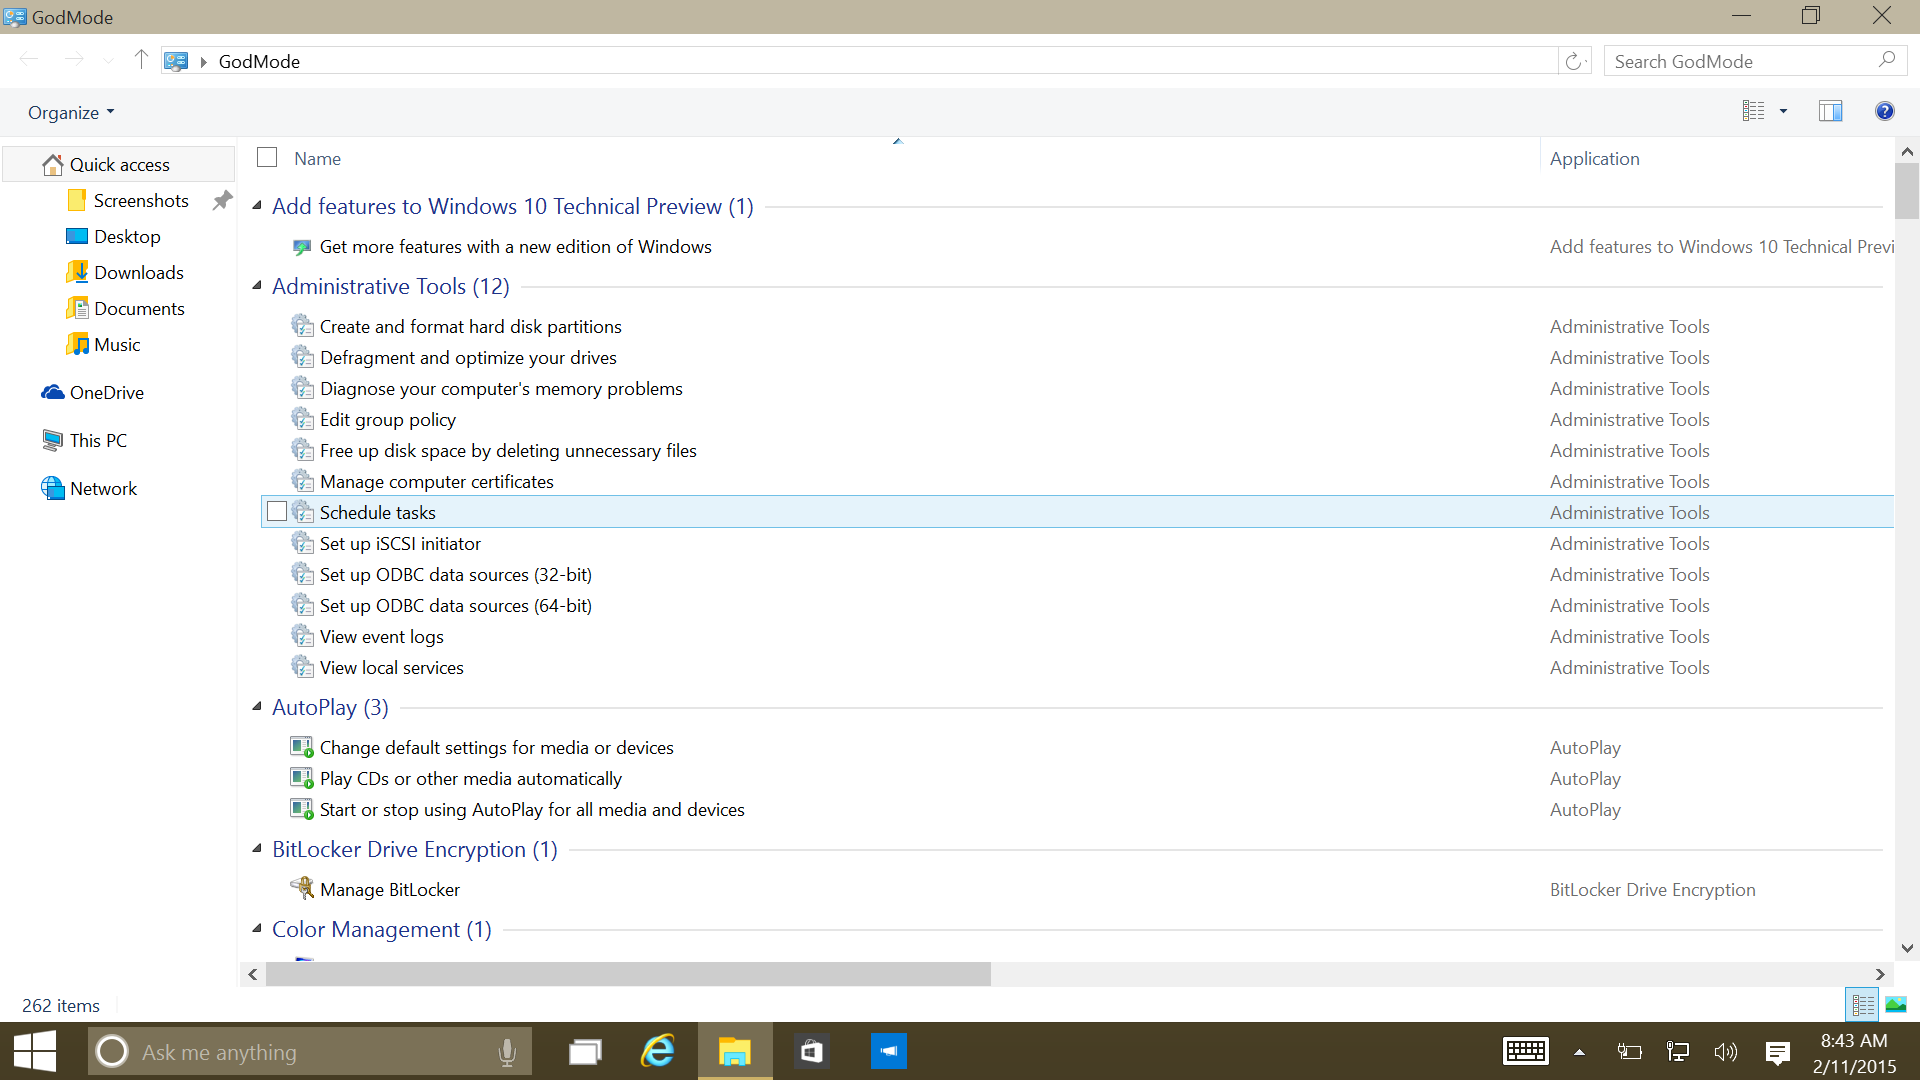 GodMode
GodMode
Search GodMode
Organize
Name
Application
Quick access
Screenshots
Desktop
Downloads
Documents
Music
OneDrive
This PC
Network
Add features to Windows 10 Technical Preview (1)
Get more features with a new edition of Windows
Add features to Windows 10 Technical Previ
Administrative Tools (12)
Create and format hard disk partitions
Administrative Tools
Defragment and optimize your drives
Administrative Tools
Diagnose your computer's memory problems
Administrative Tools
Edit group policy
Administrative Tools
Free up disk space by deleting unnecessary files
Administrative Tools
Manage computer certificates
Administrative Tools
Schedule tasks
Administrative Tools
Set up iSCSI initiator
Administrative Tools
Set up ODBC data sources (32-bit)
Administrative Tools
Set up ODBC data sources (64-bit)
Administrative Tools
View event logs
Administrative Tools
View local services
Administrative Tools
AutoPlay (3)
Change default settings for media or devices
AutoPlay
Play CDs or other media automatically
AutoPlay
Start or stop using AutoPlay for all media and devices
AutoPlay
BitLocker Drive Encryption (1)
Manage BitLocker
BitLocker Drive Encryption
Color Management (1)
262 items
Ask me anything
8:43 AM
2/11/2015